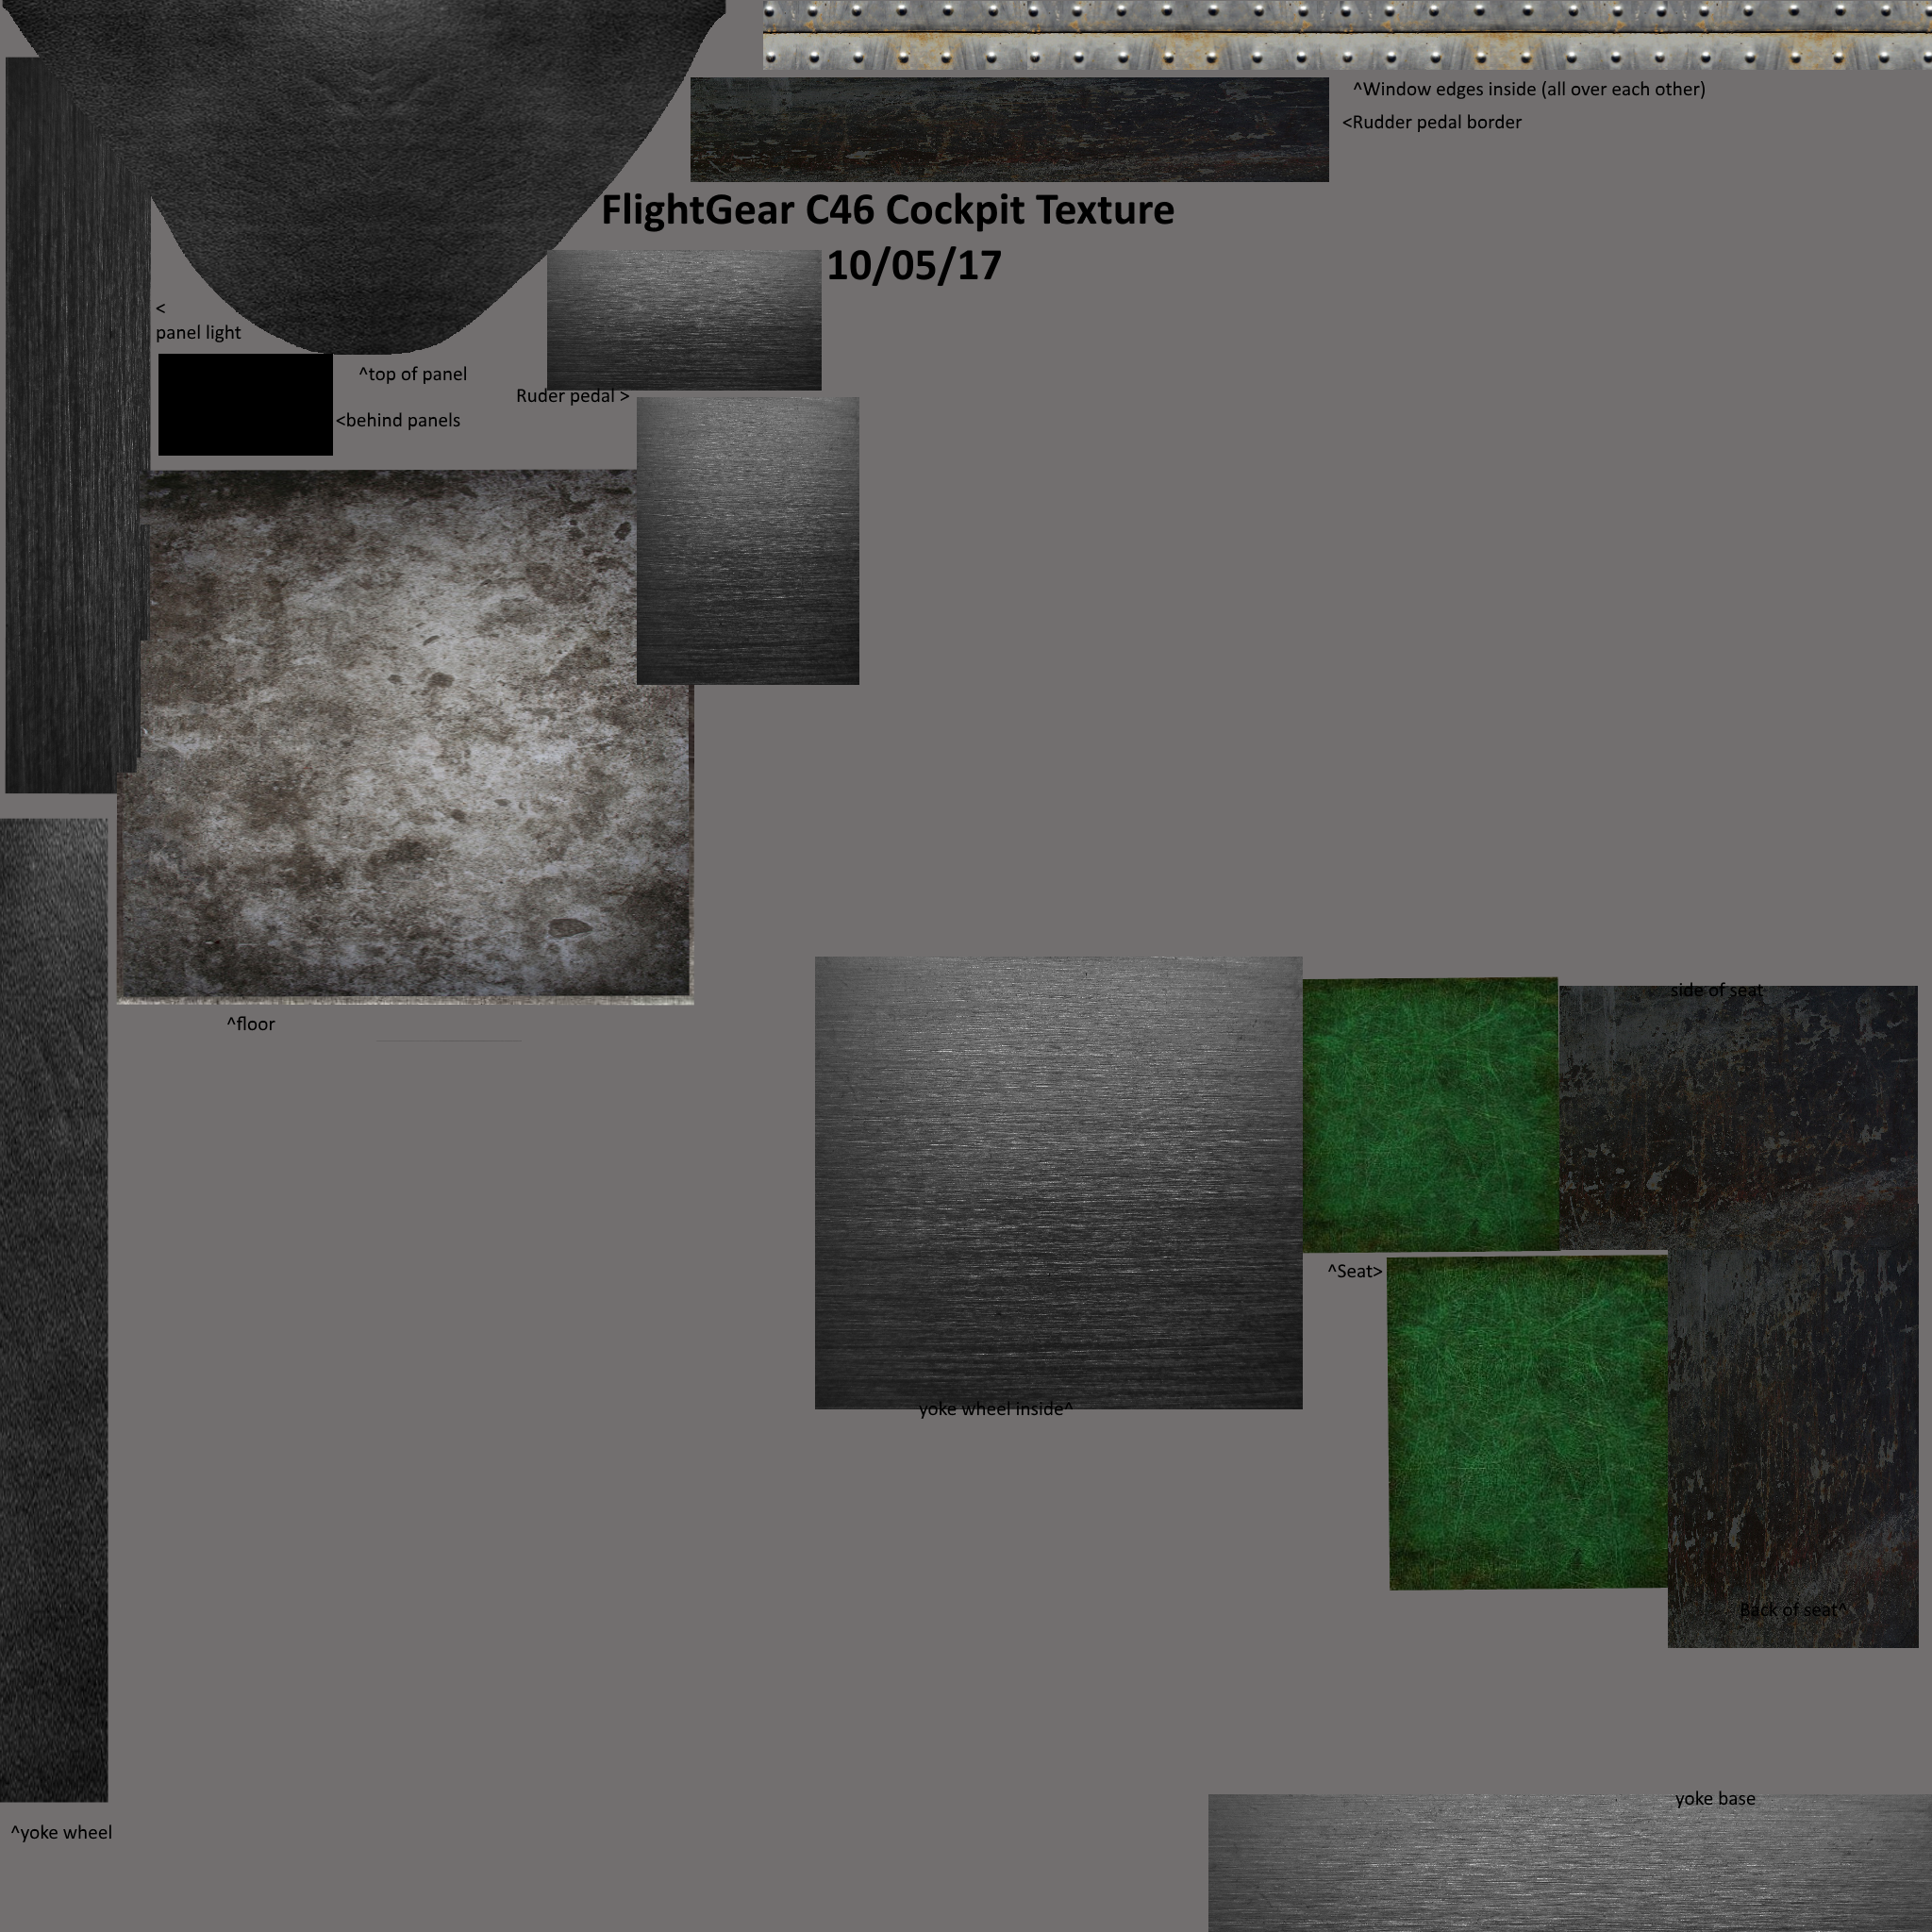 ^Window edges inside (all over each other)
<Rudder pedal border
FlightGear C46 Cockpit Texture
10/05/17
<
panel light
^top of panel
Ruder pedal >
<behind panels
side of seat
^floor
^Seat>
yoke wheel inside^
Back of seat^
yoke base
^yoke wheel